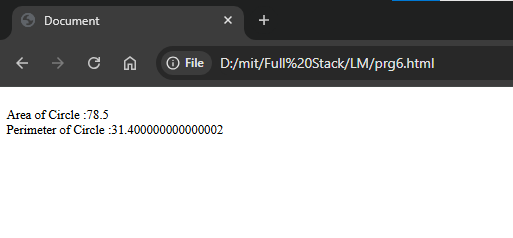 Document
File D:/mit/Full%20Stack/LM/prg6.html
Area of Circle :78.5
Perimeter of Circle :31.400000000000002